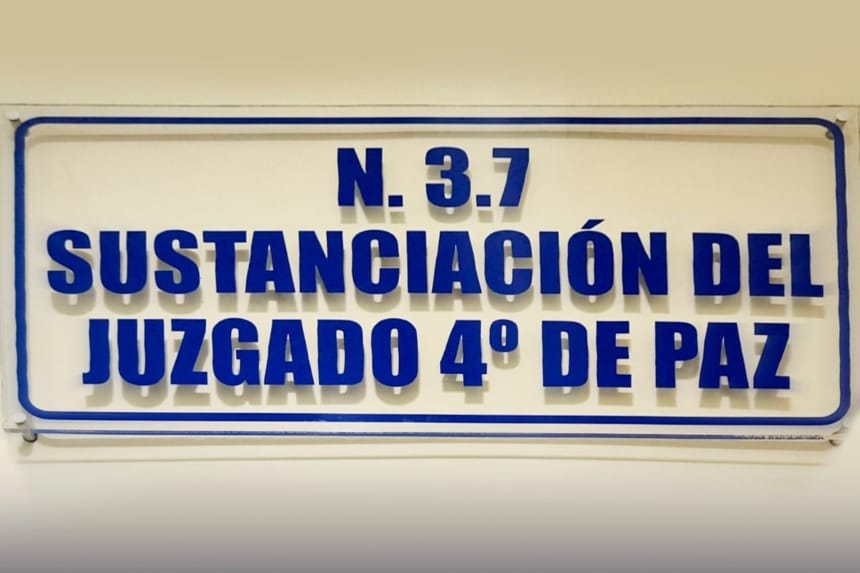 N. 3.7
SUSTANCIACIÓN DEL
JUZGADO 4º DE PAZ